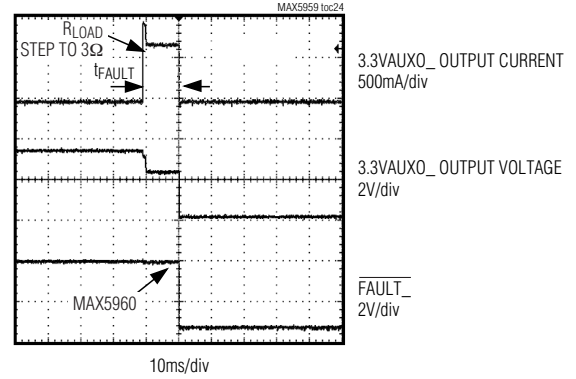 MAX5959 toc24
RLOAD
STEP TO 3Ω
tFAULT
3.3VAUXO_ OUTPUT CURRENT
500mA/div
3.3VAUXO_ OUTPUT VOLTAGE
2V/div
MAX5960
FAULT_
2V/div
10ms/div